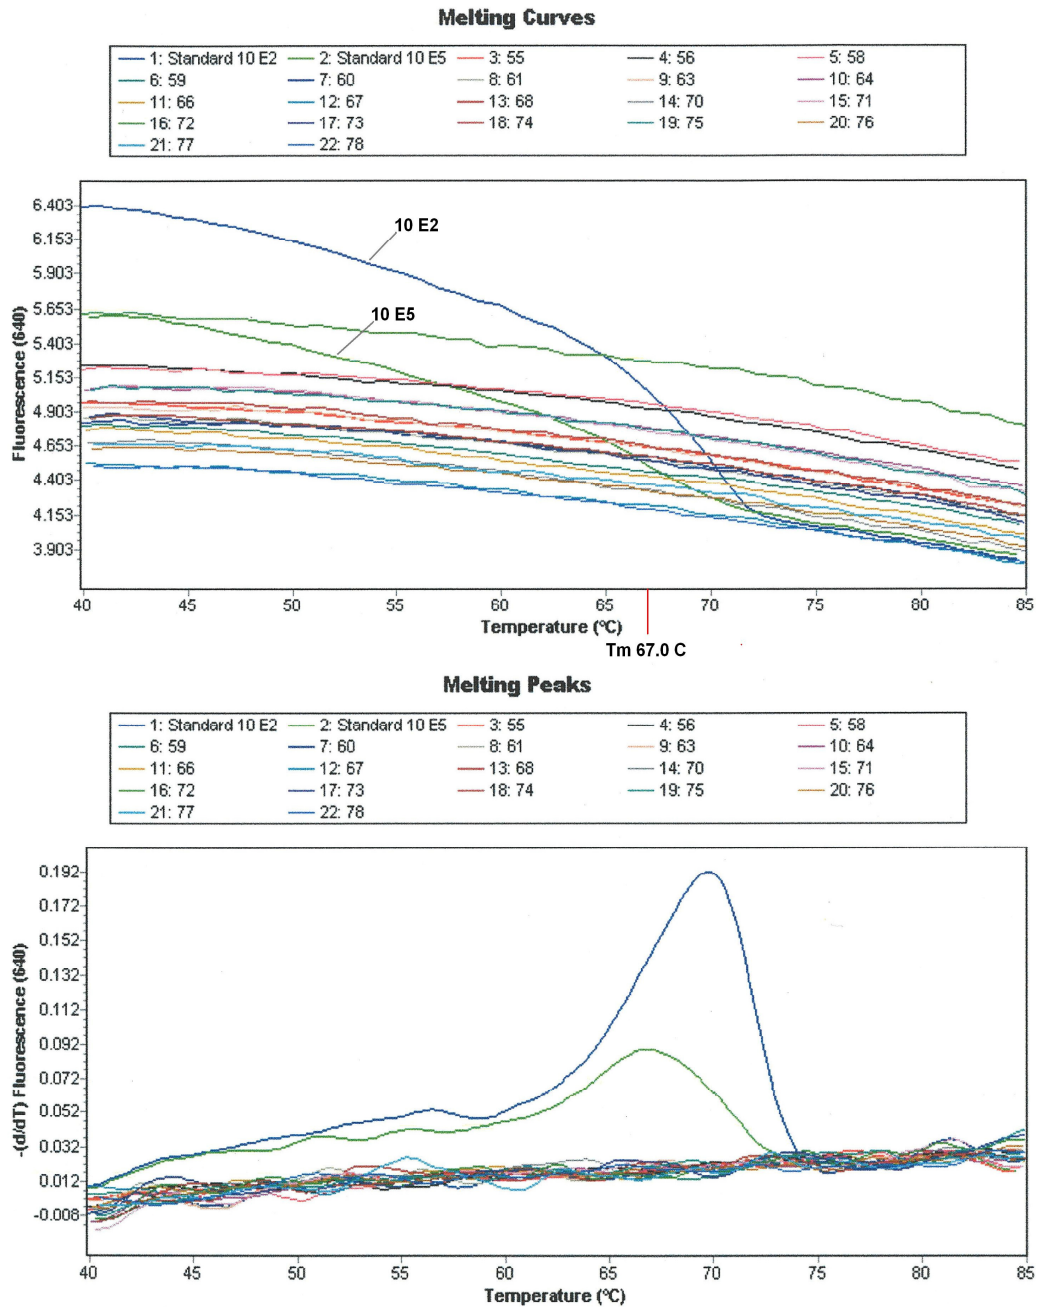 Melting Curves
1: Standard 10 E2 2: Standard 10 E5 3: 55 4: 56 5: 58
6: 59 7: 60 8: 61 9: 63 10: 64
11: 66 12: 67 13: 68 14: 70 15: 71
16: 72 17: 73 18: 74 19: 75 20: 76
21: 77 22: 78
Fluorescence (640)
6.403
6.153
5.903
5.653
5.403
5.153
4.903
4.653
4.403
4.153
3.903
10 E2
10 E5
40 45 50 55 60 65 70 75 80 85
Temperature (°C)
Tm 67.0 C
Melting Peaks
1: Standard 10 E2 2: Standard 10 E5 3: 55 4: 56 5: 58
6: 59 7: 60 8: 61 9: 63 10: 64
11: 66 12: 67 13: 68 14: 70 15: 71
16: 72 17: 73 18: 74 19: 75 20: 76
21: 77 22: 78
-(d/dT) Fluorescence (640)
0.192
0.172
0.152
0.132
0.112
0.092
0.072
0.052
0.032
0.012
-0.008
40 45 50 55 60 65 70 75 80 85
Temperature (°C)